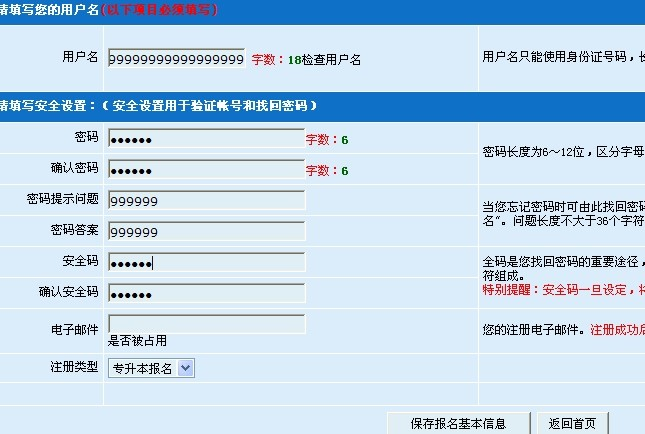 请填写您的用户名(以下项目必须填写)
用户名 99999999999999999 字数：18检查用户名 用户名只能使用身份证号码，长
请填写安全设置：（安全设置用于验证帐号和找回密码）
密码 ●●●●●● 字数：6
密码长度为6～12位，区分字母
确认密码 ●●●●●● 字数：6
密码提示问题 999999
当您忘记密码时可由此找回密码
名“。问题长度不大于36个字符
密码答案 999999
安全码 ●●●●●●
全码是您找回密码的重要途径，
符组成。
特别提醒：安全码一旦设定，将
确认安全码 ●●●●●●
电子邮件 您的注册电子邮件。注册成功后
是否被占用
注册类型 专升本报名
保存报名基本信息 返回首页